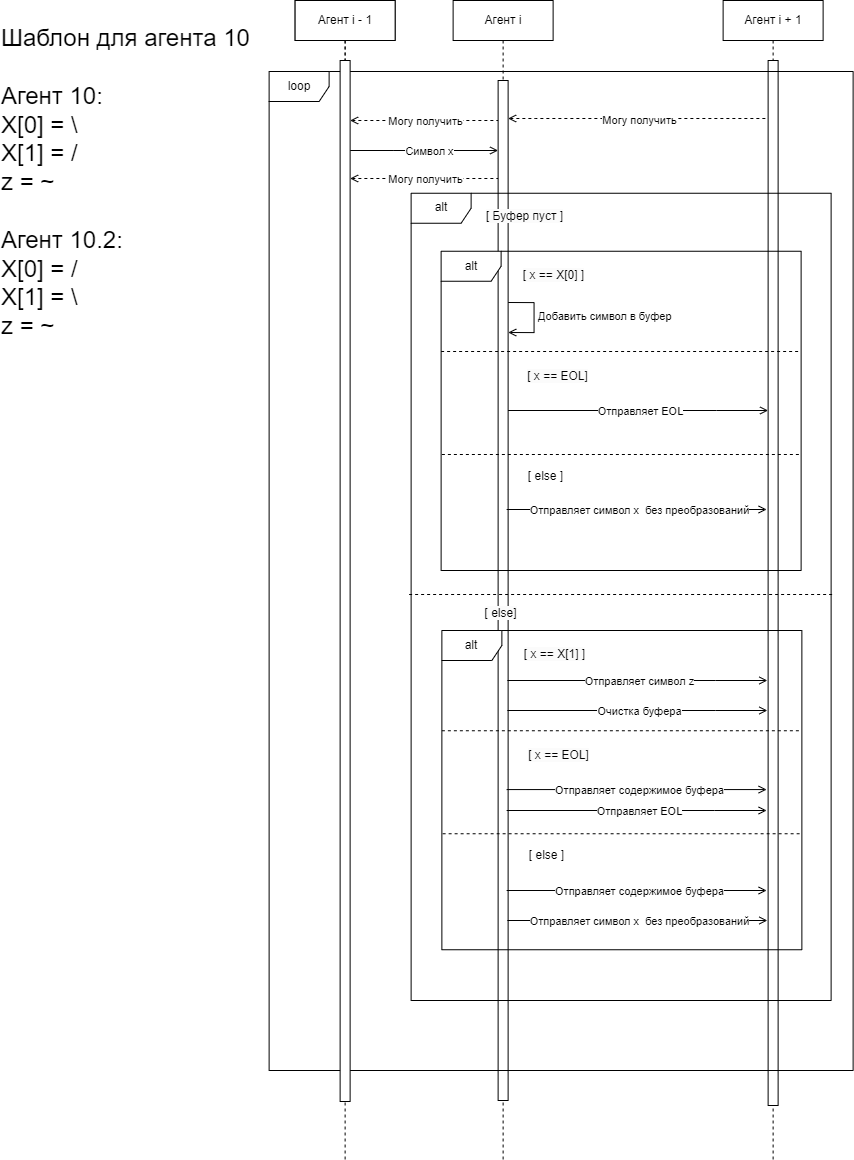 Агент i - 1
Агент i
Агент i + 1
Шаблон для агента 10
Агент 10:
X[0] = \
X[1] = /
z = ~
Агент 10.2:
X[0] = /
X[1] = \
z = ~
loop
Могу получить
Могу получить
Символ x
Могу получить
alt
[ Буфер пуст ]
alt
[ x == X[0] ]
Добавить символ в буфер
[ x == EOL]
Отправляет EOL
[ else ]
Отправляет символ x без преобразований
[ else]
alt
[ x == X[1] ]
Отправляет символ z
Очистка буфера
[ x == EOL]
Отправляет содержимое буфера
Отправляет EOL
[ else ]
Отправляет содержимое буфера
Отправляет символ x без преобразований